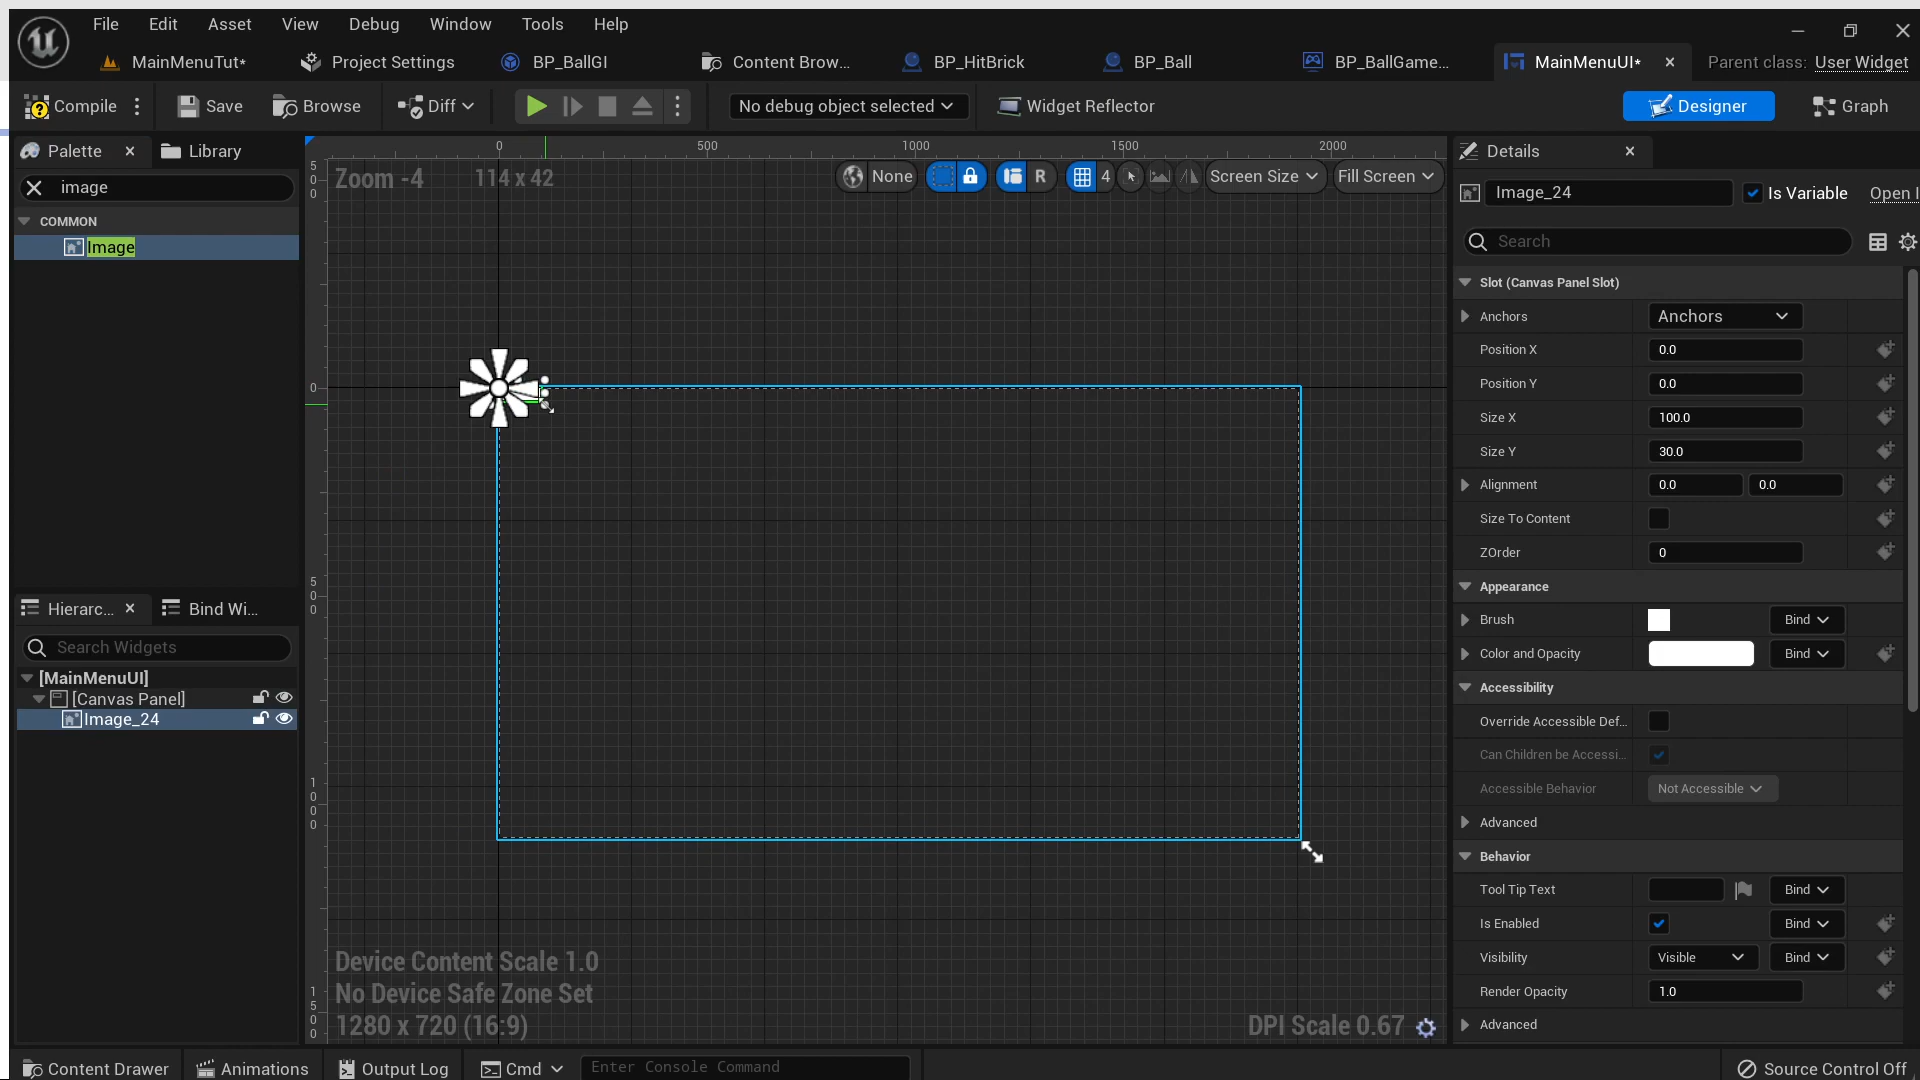 File Edit Asset View Debug Window Tools Help
MainMenuTut* Project Settings BP_BallGI Content Brow... BP_HitBrick BP_Ball BP_BallGame... MainMenuUI* Parent class: User Widget
Compile Save Browse Diff No debug object selected Widget Reflector Designer Graph
Palette Library
image
COMMON
Image
Hierarc... Bind Wi...
Search Widgets
[MainMenuUI]
[Canvas Panel]
Image_24
0 500 1000 1500 2000
Zoom -4 114 x 42 None R 4 Screen Size Fill Screen
500
0
500
1000
1500
Device Content Scale 1.0
No Device Safe Zone Set
1280 x 720 (16:9) DPI Scale 0.67
Details
Image_24 Is Variable Open I
Search
Slot (Canvas Panel Slot)
Anchors Anchors
Position X 0.0
Position Y 0.0
Size X 100.0
Size Y 30.0
Alignment 0.0 0.0
Size To Content
ZOrder 0
Appearance
Brush Bind
Color and Opacity Bind
Accessibility
Override Accessible Def...
Can Children be Accessi...
Accessible Behavior Not Accessible
Advanced
Behavior
Tool Tip Text Bind
Is Enabled Bind
Visibility Visible Bind
Render Opacity 1.0
Advanced
Content Drawer Animations Output Log Cmd Enter Console Command Source Control Off